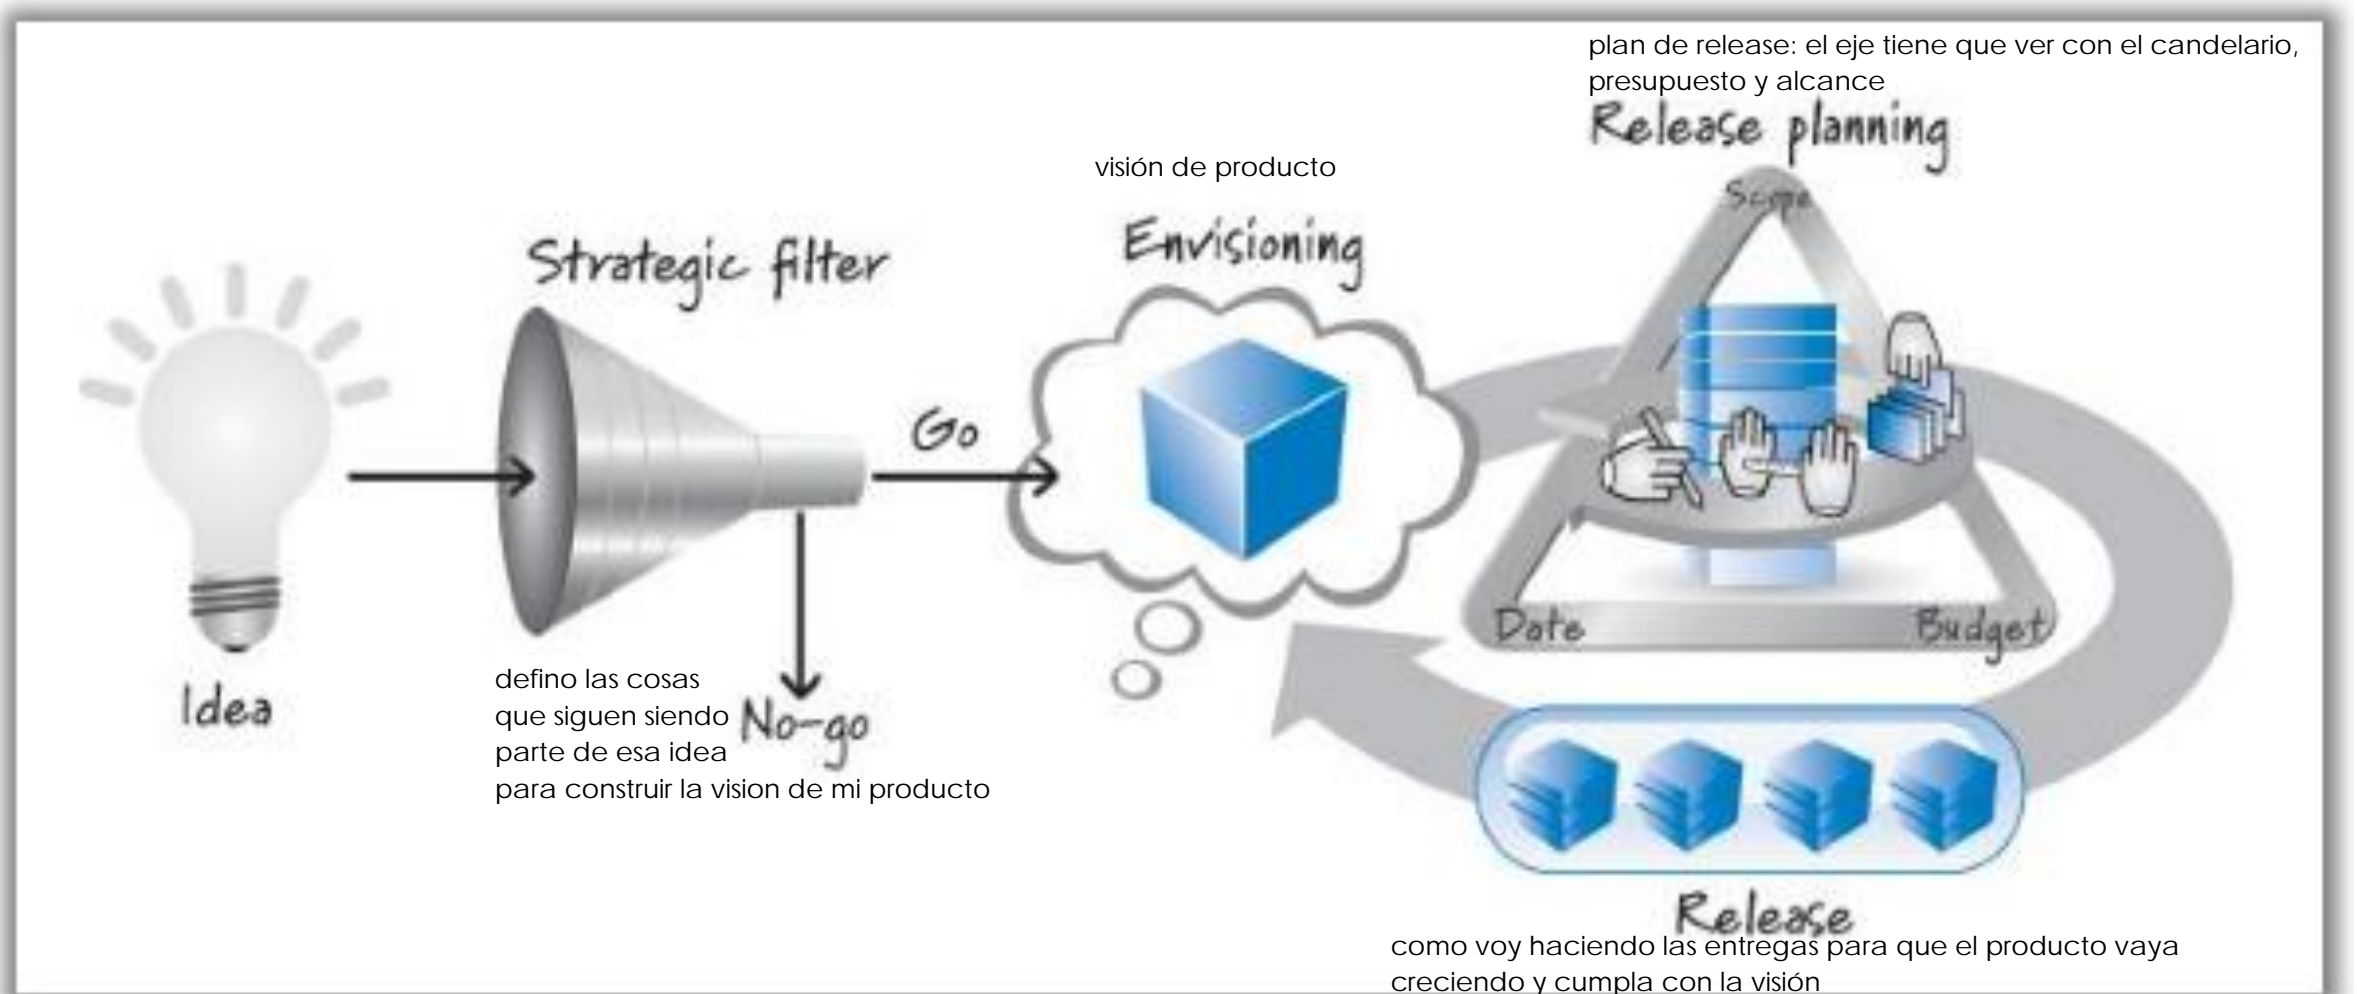 plan de release: el eje tiene que ver con el candelario,
presupuesto y alcance
Release planning
Scope
visión de producto
Envisioning
Strategic filter
Go
Idea
defino las cosas
que siguen siendo
parte de esa idea
para construir la vision de mi producto
No-go
Date
Budget
Release
como voy haciendo las entregas para que el producto vaya
creciendo y cumpla con la visión